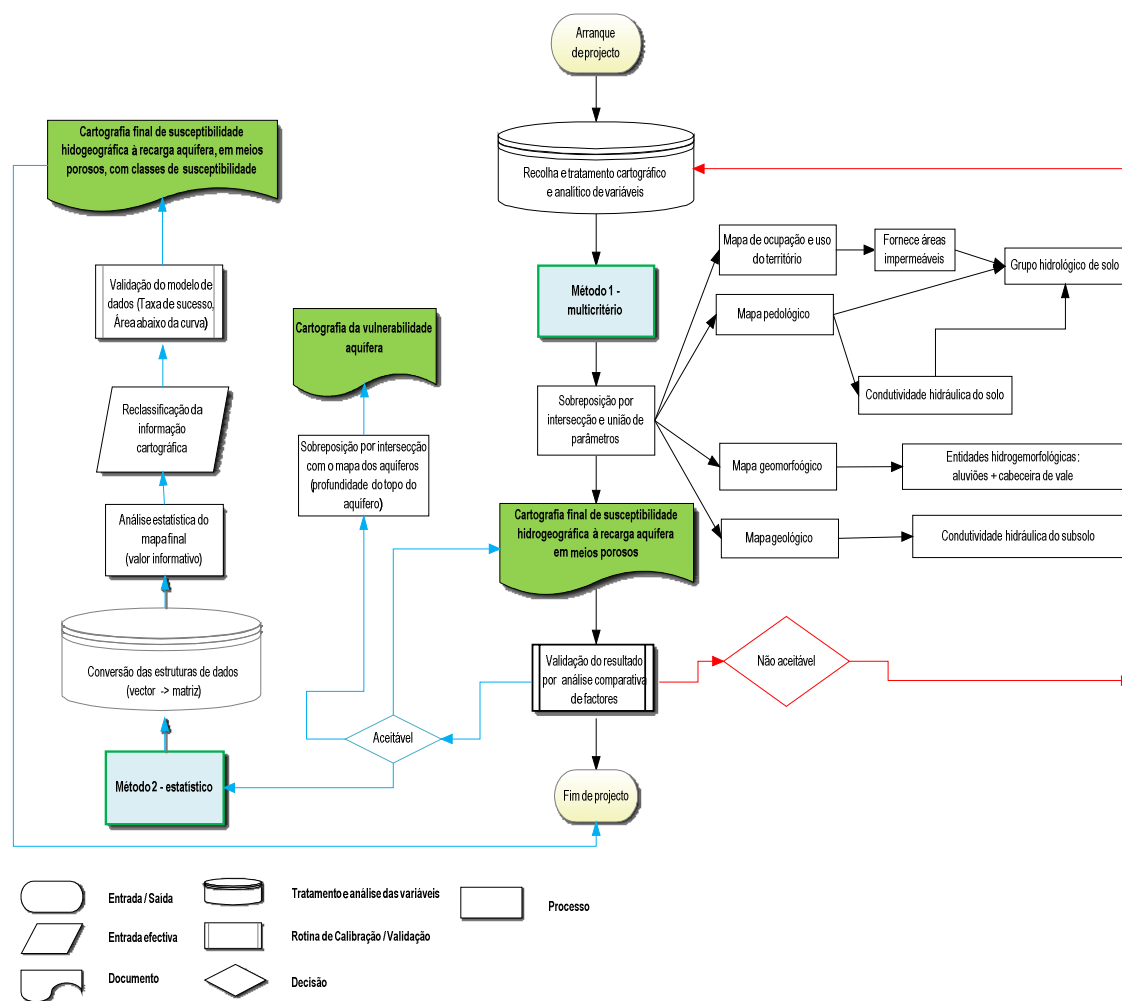 Arranque
de projecto
Recolha e tratamento cartográfico
e analítico de variáveis
Método 1 -
multicritério
Sobreposição por
intersecção e união de
parâmetros
Mapa de ocupação e uso
do território
Fornece áreas
impermeáveis
Grupo hidrológico de solo
Mapa pedológico
Condutividade hidráulica do solo
Mapa geomorfoógico
Entidades hidrogemorfológicas:
aluviões + cabeceira de vale
Mapa geológico
Condutividade hidráulica do subsolo
Cartografia final de susceptibilidade
hidrogeográfica à recarga aquífera
em meios porosos
Validação do resultado
por análise comparativa
de factores
Não aceitável
Aceitável
Fim de projecto
Cartografia da vulnerabilidade
aquífera
Sobreposição por intersecção
com o mapa dos aquíferos
(profundidade do topo do
aquífero)
Cartografia final de susceptibilidade
hidogeográfica à recarga aquífera, em meios
porosos, com classes de susceptibilidade
Validação do modelo de
dados (Taxa de sucesso,
Área abaixo da curva)
Reclassificação da
informação
cartográfica
Análise estatística do
mapa final
(valor informativo)
Conversão das estruturas de dados
(vector -> matriz)
Método 2 - estatístico
Entrada / Saída
Tratamento e análise das variáveis
Processo
Entrada efectiva
Rotina de Calibração / Validação
Documento
Decisão